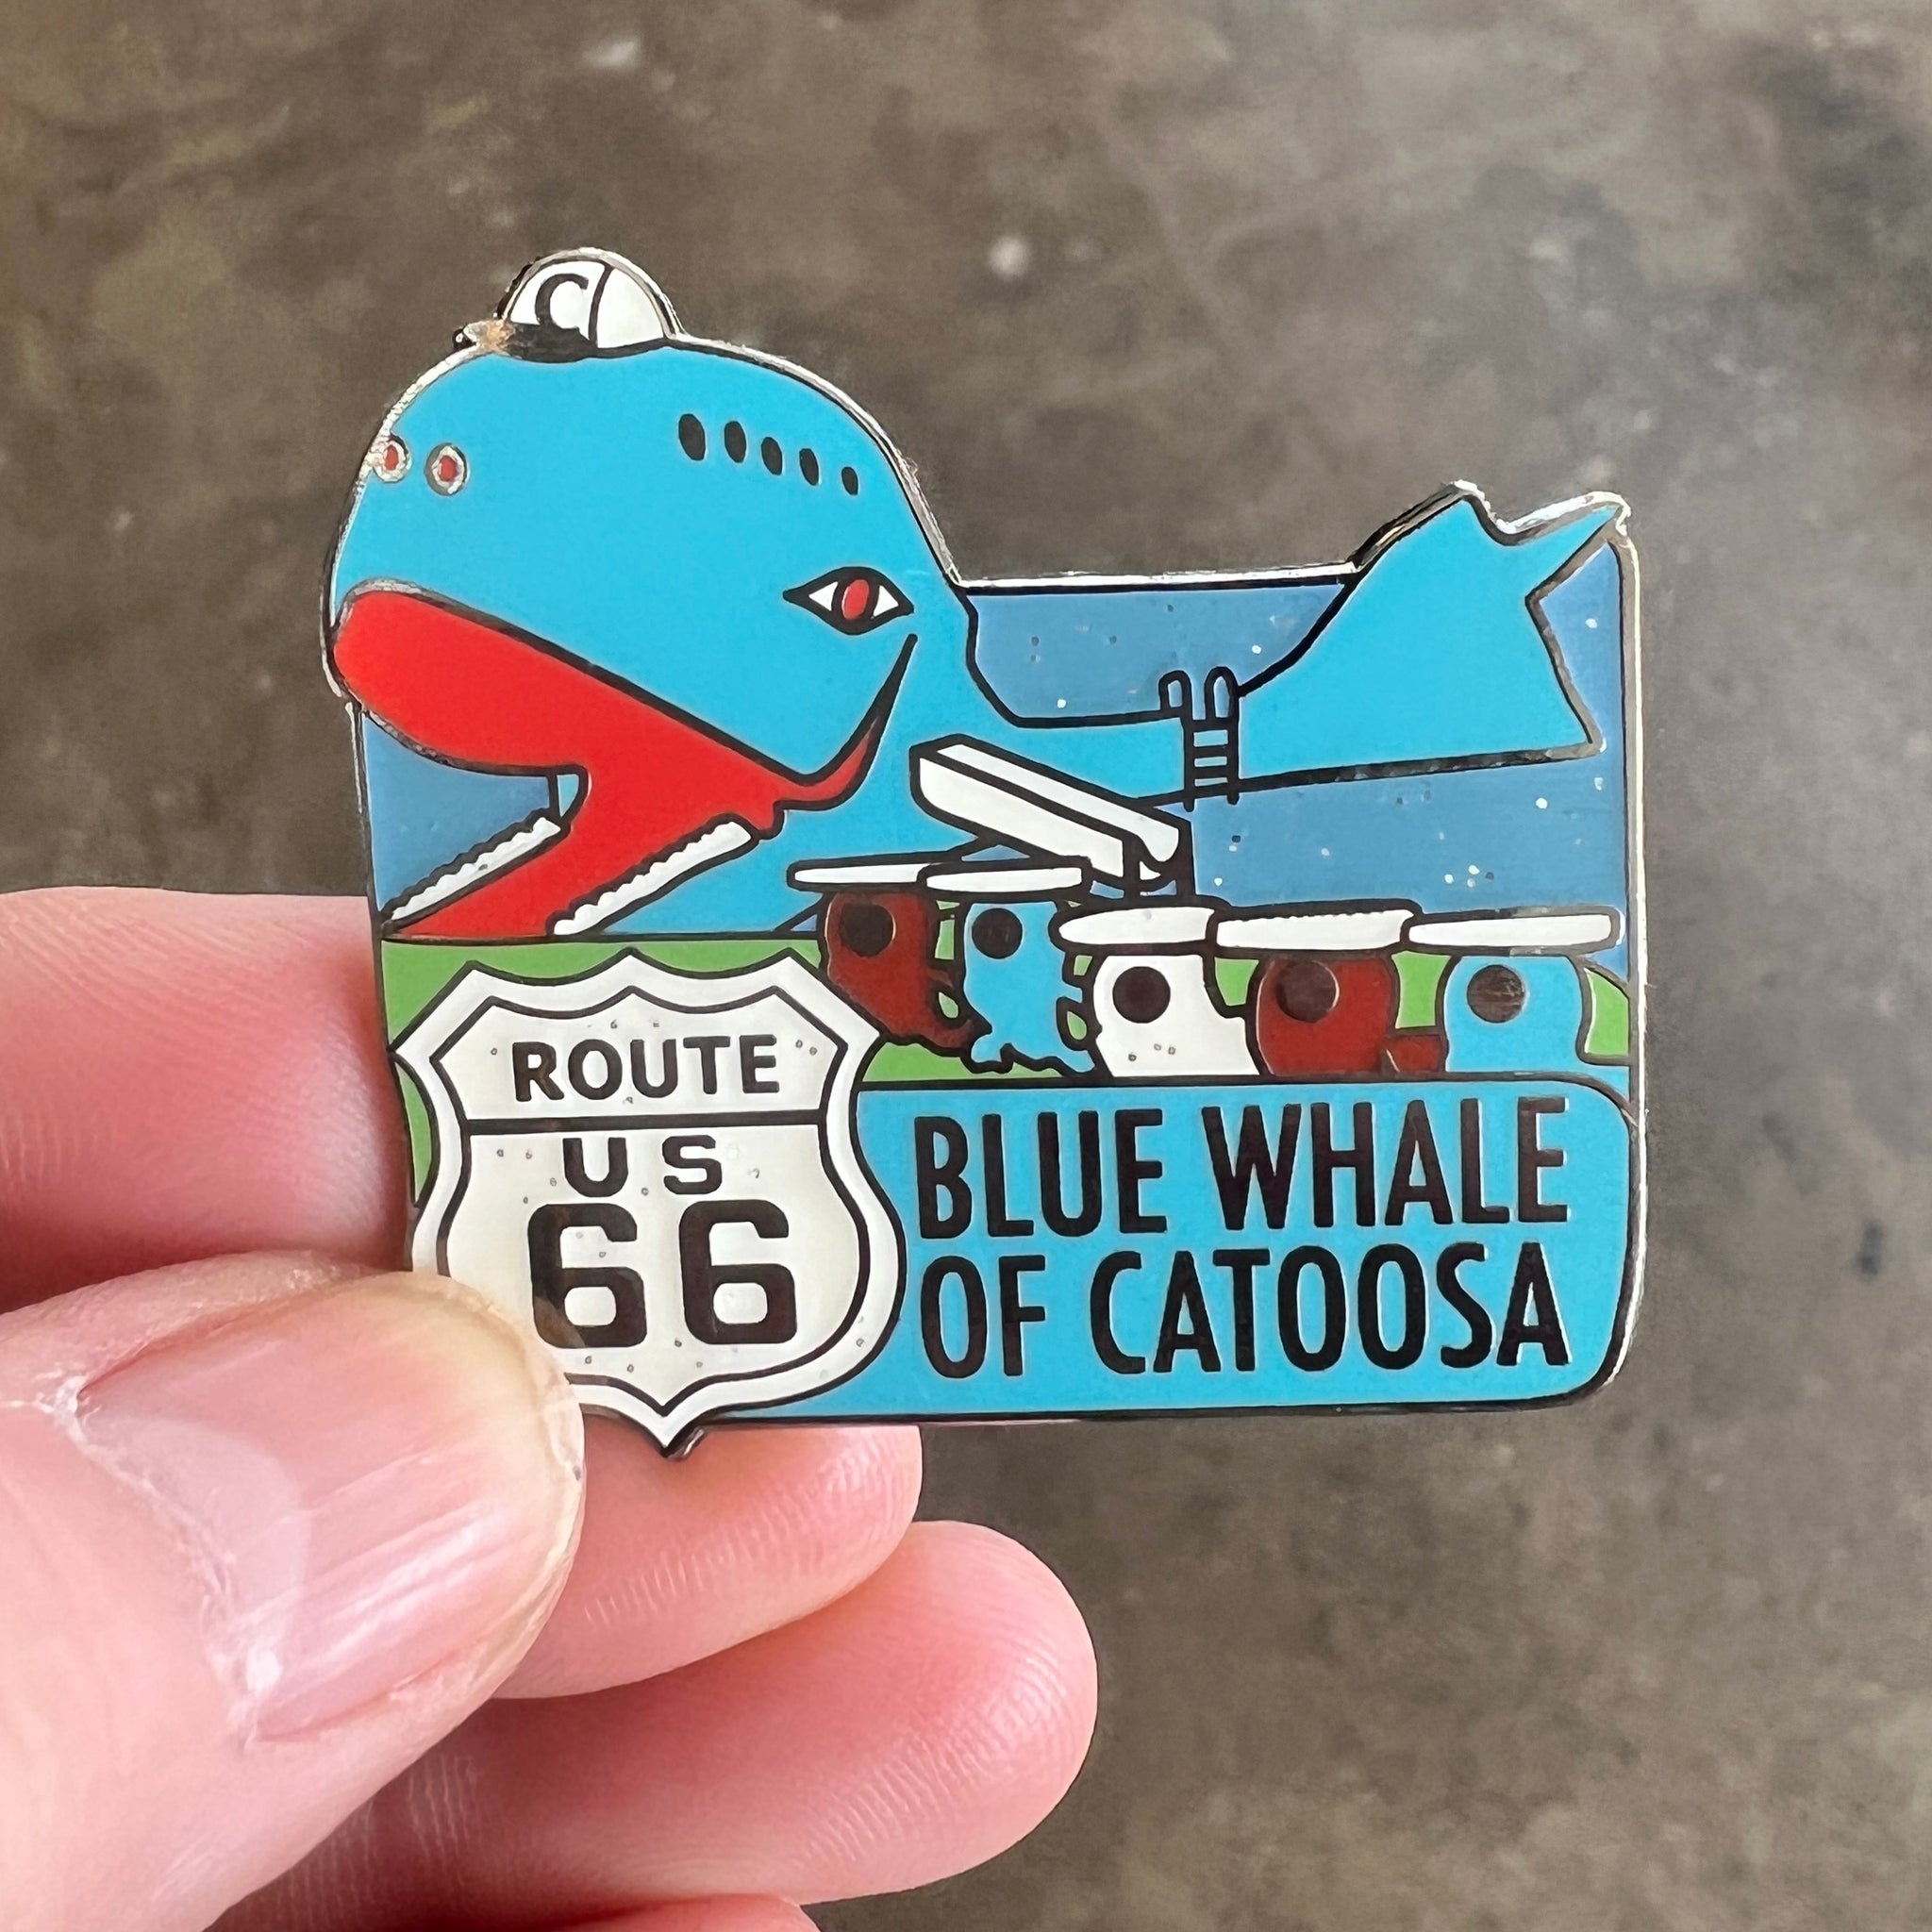 C
ROUTE
US
66
BLUE WHALE
OF CATOOSA